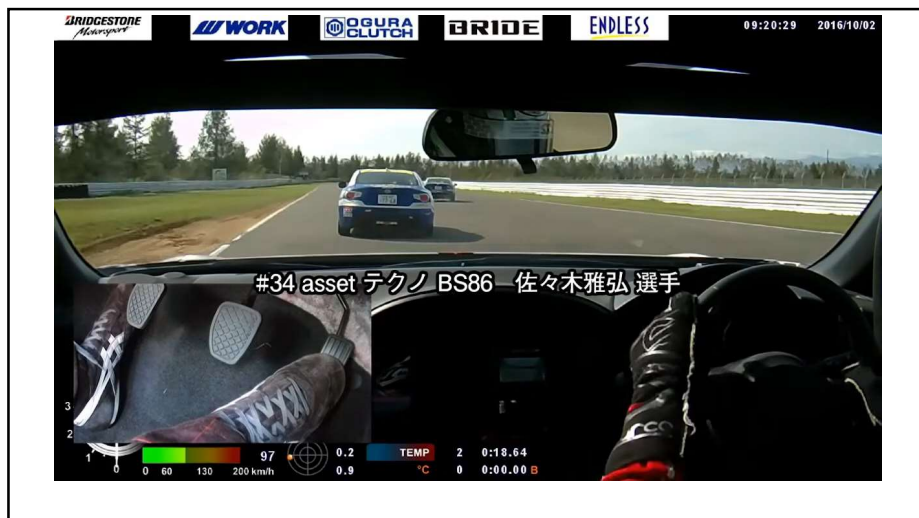 BRIDGESTONE
Motorsport
WORK
OGURA
CLUTCH
BRIDE
ENDLESS
09:20:29 2016/10/02
#34 asset テクノ BS86 佐々木雅弘 選手
3
2
1
0
0 60 130 200 km/h
97
0.2
0.9
TEMP
°C
2 0:18.64
0 0:00.00 B